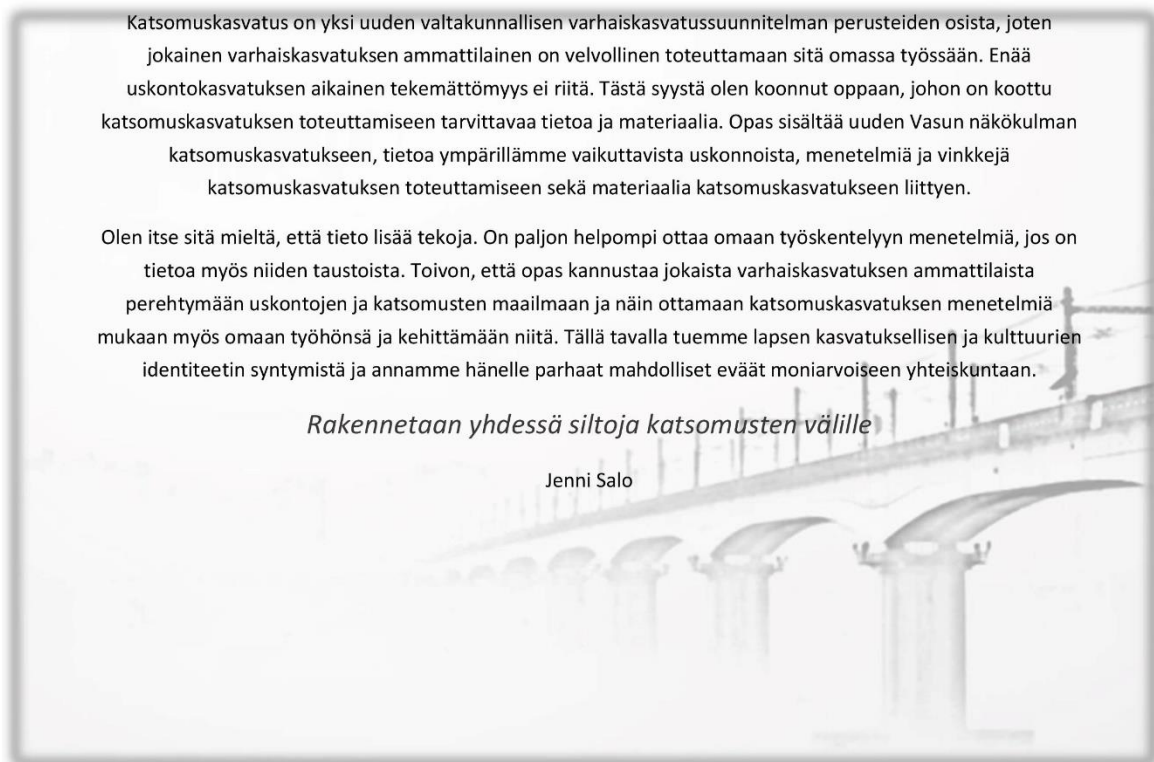 Katsomuskasvatus on yksi uuden valtakunnallisen varhaiskasvatussuunnitelman perusteiden osista, joten
jokainen varhaiskasvatuksen ammattilainen on velvollinen toteuttamaan sitä omassa työssään. Enää
uskontokasvatuksen aikainen tekemättömyys ei riitä. Tästä syystä olen koonnut oppaan, johon on koottu
katsomuskasvatuksen toteuttamiseen tarvittavaa tietoa ja materiaalia. Opas sisältää uuden Vasun näkökulman
katsomuskasvatukseen, tietoa ympärillämme vaikuttavista uskonnoista, menetelmiä ja vinkkejä
katsomuskasvatuksen toteuttamiseen sekä materiaalia katsomuskasvatukseen liittyen.
Olen itse sitä mieltä, että tieto lisää tekoja. On paljon helpompi ottaa omaan työskentelyyn menetelmiä, jos on
tietoa myös niiden taustoista. Toivon, että opas kannustaa jokaista varhaiskasvatuksen ammattilaista
perehtymään uskontojen ja katsomusten maailmaan ja näin ottamaan katsomuskasvatuksen menetelmiä
mukaan myös omaan työhönsä ja kehittämään niitä. Tällä tavalla tuemme lapsen kasvatuksellisen ja kulttuurien
identiteetin syntymistä ja annamme hänelle parhaat mahdolliset eväät moniarvoiseen yhteiskuntaan.
Rakennetaan yhdessä siltoja katsomusten välille
Jenni Salo